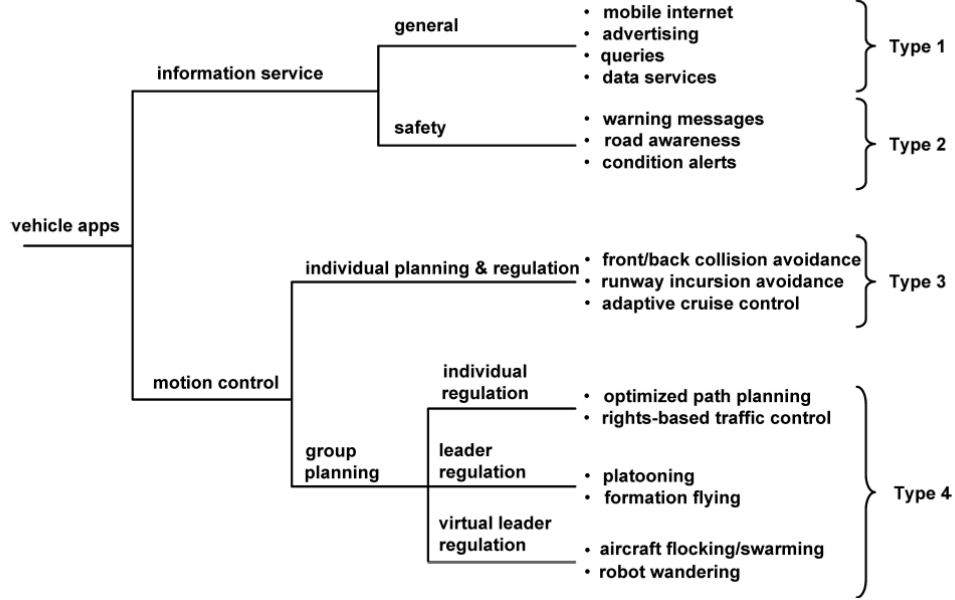 general
• mobile internet
• advertising
• queries
• data services
Type 1
information service
safety
• warning messages
• road awareness
• condition alerts
Type 2
vehicle apps
individual planning & regulation
• front/back collision avoidance
• runway incursion avoidance
• adaptive cruise control
Type 3
motion control
group
planning
individual
regulation
• optimized path planning
• rights-based traffic control
leader
regulation
• platooning
• formation flying
virtual leader
regulation
• aircraft flocking/swarming
• robot wandering
Type 4